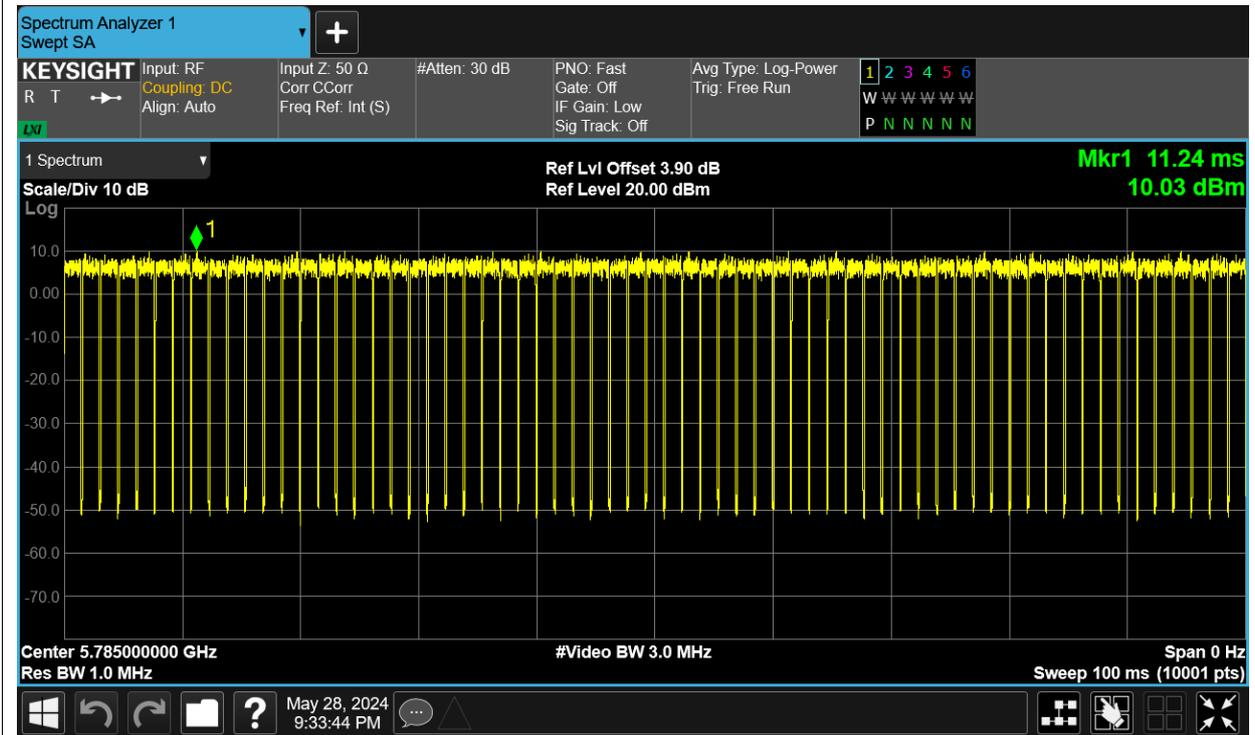 Spectrum Analyzer 1
Swept SA
KEYSIGHT
R T
LXI
Input: RF
Coupling: DC
Align: Auto
Input Z: 50 Ω
Corr CCorr
Freq Ref: Int (S)
#Atten: 30 dB
PNO: Fast
Gate: Off
IF Gain: Low
Sig Track: Off
Avg Type: Log-Power
Trig: Free Run
1 2 3 4 5 6
W W W W W W
P N N N N N
1 Spectrum
Scale/Div 10 dB
Log
Ref Lvl Offset 3.90 dB
Ref Level 20.00 dBm
Mkr1 11.24 ms
10.03 dBm
1
10.0
0.00
-10.0
-20.0
-30.0
-40.0
-50.0
-60.0
-70.0
Center 5.785000000 GHz
Res BW 1.0 MHz
#Video BW 3.0 MHz
Span 0 Hz
Sweep 100 ms (10001 pts)
?
May 28, 2024
9:33:44 PM